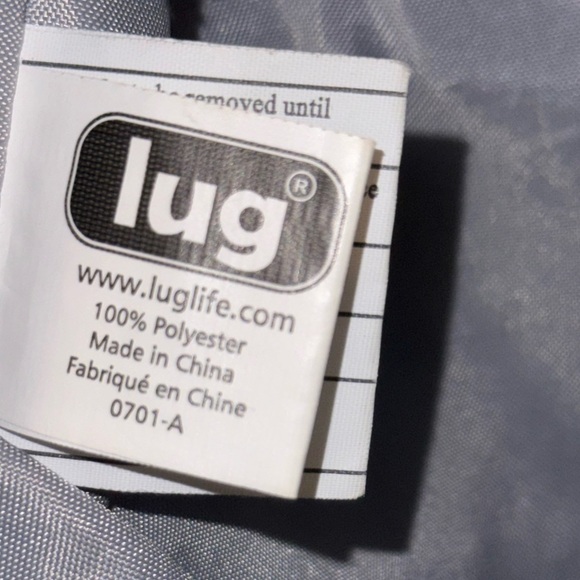 be removed until
lug®
www.luglife.com
100% Polyester
Made in China
Fabriqué en Chine
0701-A